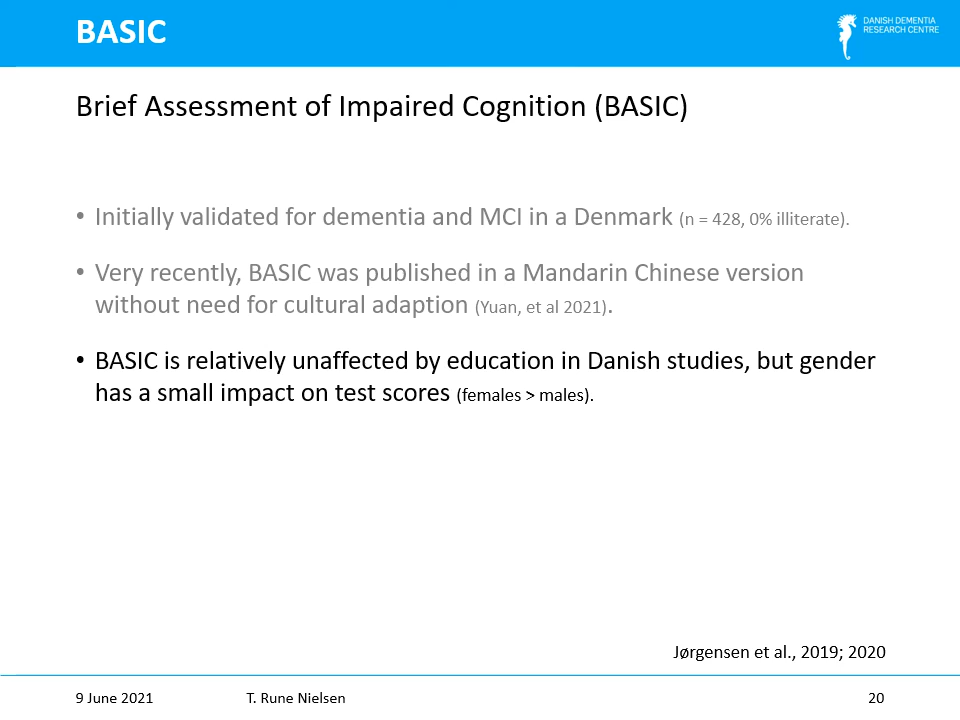 BASIC
DANISH DEMENTIA
RESEARCH CENTRE
Brief Assessment of Impaired Cognition (BASIC)
• Initially validated for dementia and MCI in a Denmark (n = 428, 0% illiterate).
• Very recently, BASIC was published in a Mandarin Chinese version
without need for cultural adaption (Yuan, et al 2021).
• BASIC is relatively unaffected by education in Danish studies, but gender
has a small impact on test scores (females > males).
Jørgensen et al., 2019; 2020
9 June 2021 T. Rune Nielsen 20